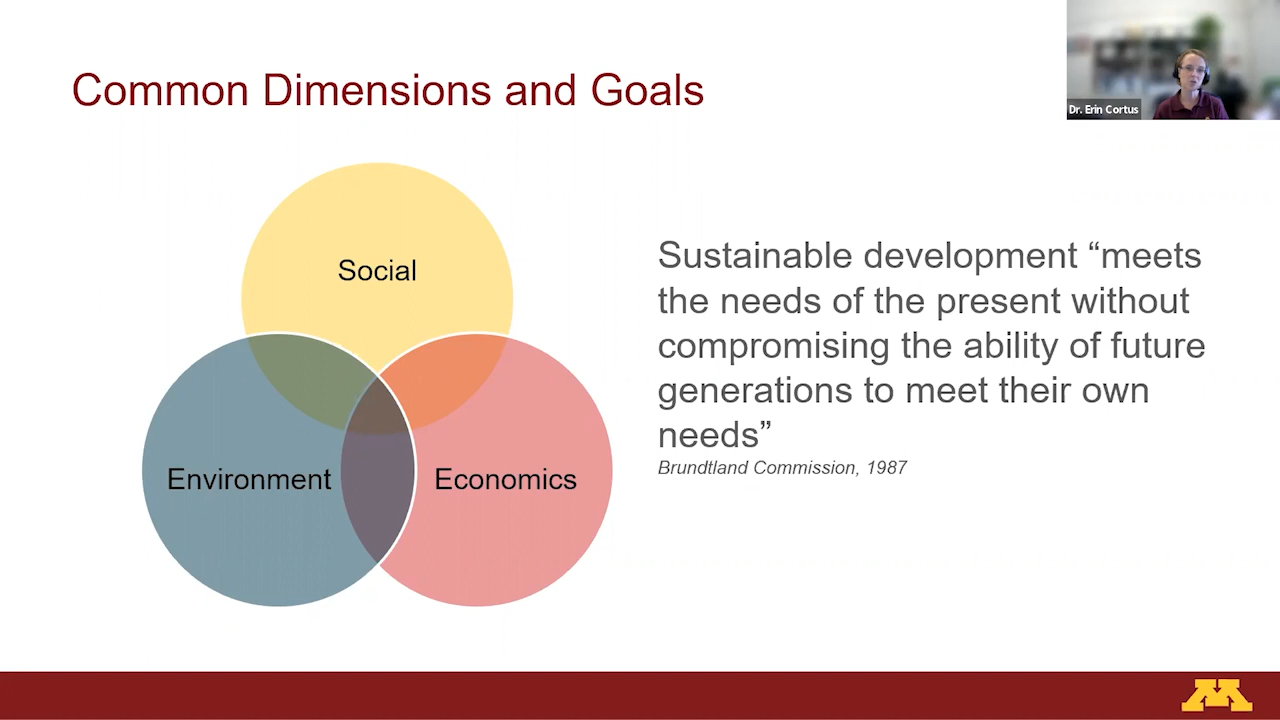 Common Dimensions and Goals
Dr. Erin Cortus
Social
Environment
Economics
Sustainable development “meets
the needs of the present without
compromising the ability of future
generations to meet their own
needs”
Brundtland Commission, 1987
M